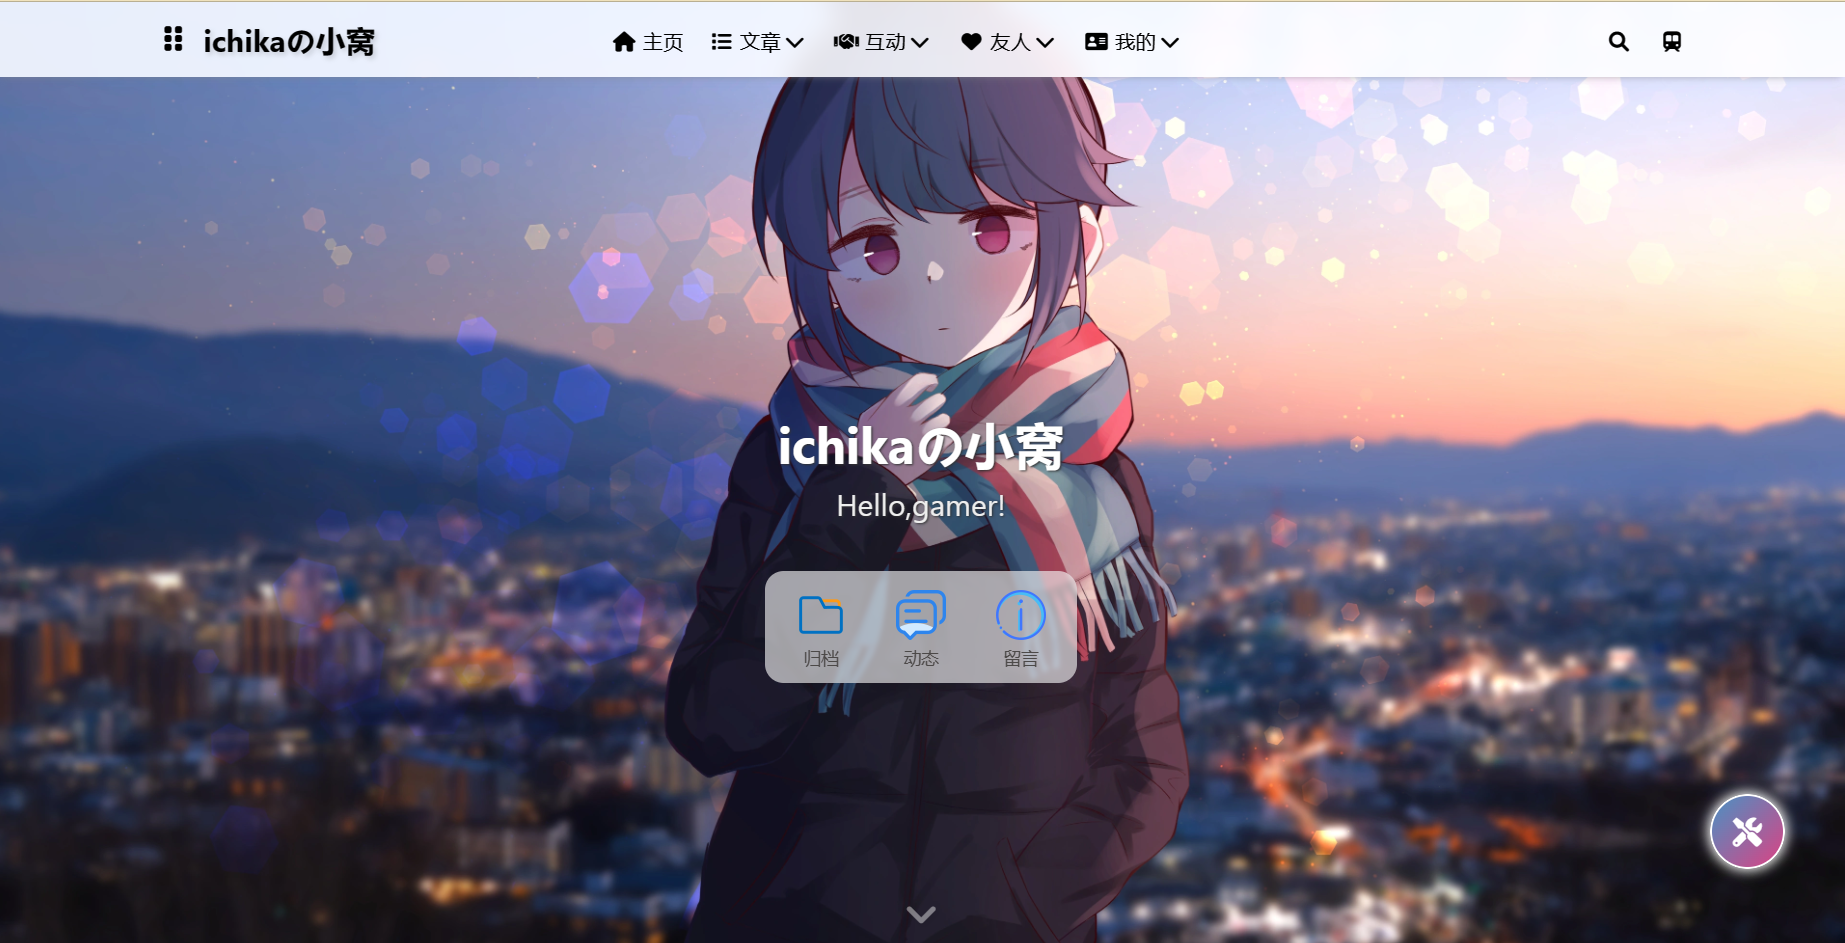 ichikaの小窝 主页 文章 互动 友人 我的
ichikaの小窝
Hello,gamer!
归档 动态 留言